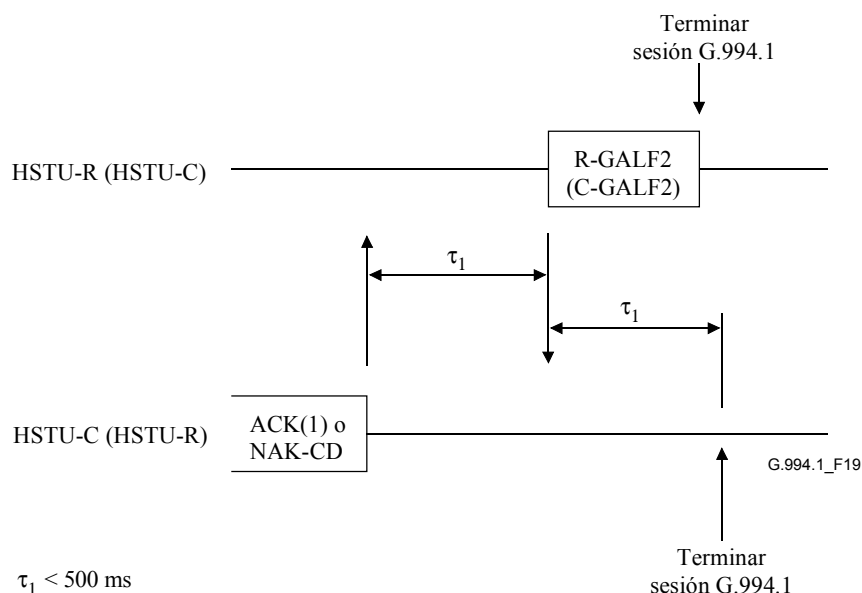 Terminar
sesión G.994.1
HSTU-R (HSTU-C)
R-GALF2
(C-GALF2)
τ1
τ1
HSTU-C (HSTU-R)
ACK(1) o
NAK-CD
G.994.1_F19
τ1 < 500 ms
Terminar
sesión G.994.1